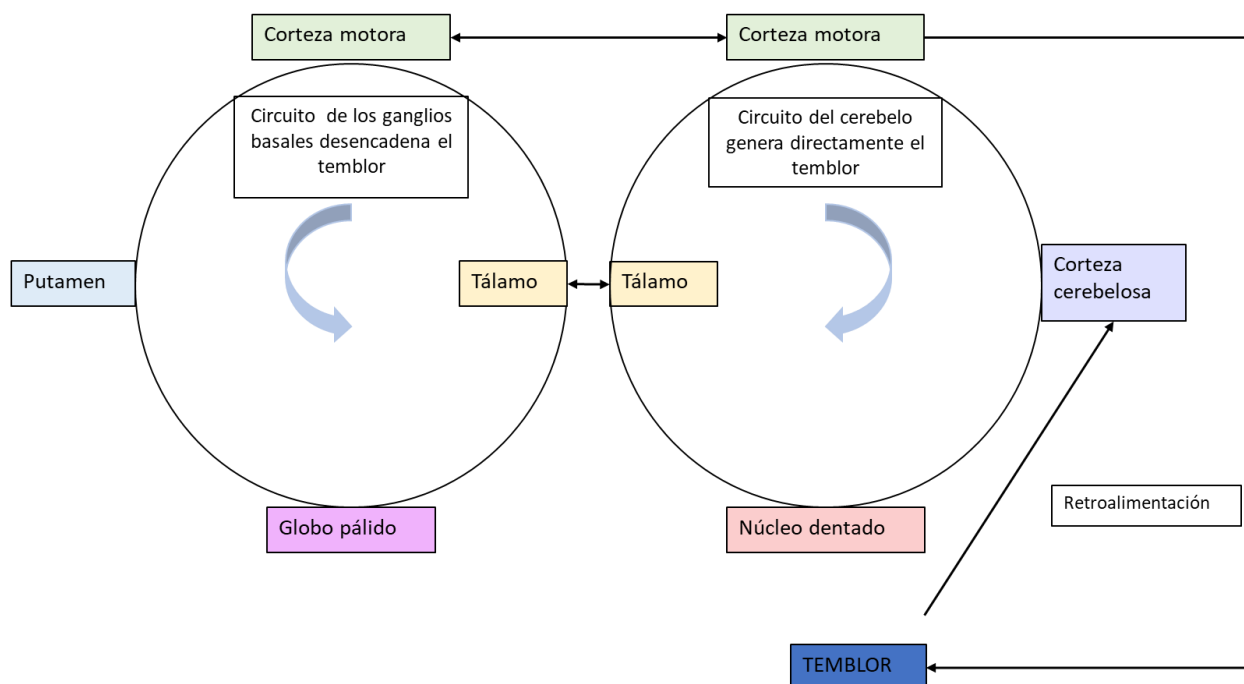 Corteza motora
Corteza motora
Circuito de los ganglios
basales desencadena el
temblor
Circuito del cerebelo
genera directamente el
temblor
Putamen
Tálamo
Tálamo
Corteza
cerebelosa
Globo pálido
Núcleo dentado
Retroalimentación
TEMBLOR